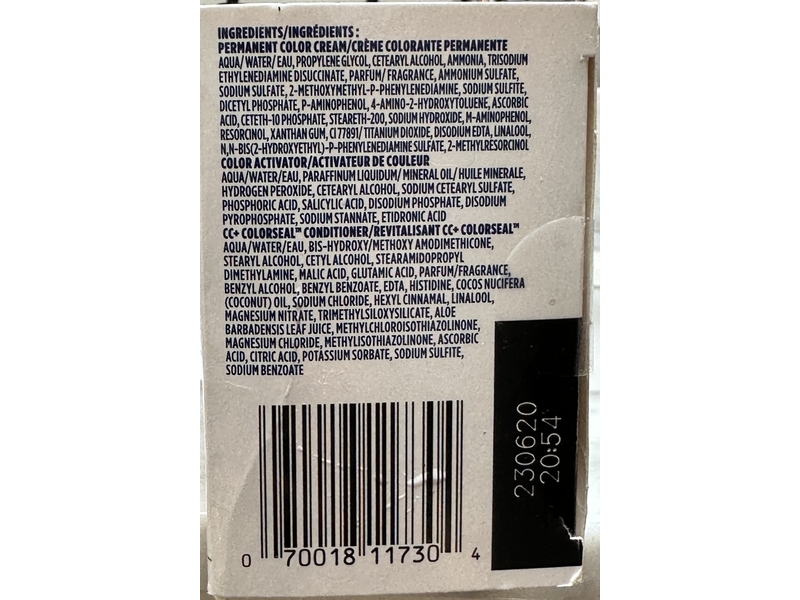 INGREDIENTS/INGRÉDIENTS :
PERMANENT COLOR CREAM/CRÈME COLORANTE PERMANENTE
AQUA/ WATER/ EAU, PROPYLENE GLYCOL, CETEARYL ALCOHOL, AMMONIA, TRISODIUM
ETHYLENEDIAMINE DISUCCINATE, PARFUM/ FRAGRANCE, AMMONIUM SULFATE,
SODIUM SULFATE, 2-METHOXYMETHYL-P-PHENYLENEDIAMINE, SODIUM SULFITE,
DICETYL PHOSPHATE, P-AMINOPHENOL, 4-AMINO-2-HYDROXYTOLUENE, ASCORBIC
ACID, CETETH-10 PHOSPHATE, STEARETH-200, SODIUM HYDROXIDE, M-AMINOPHENOL,
RESORCINOL, XANTHAN GUM, CI 77891/ TITANIUM DIOXIDE, DISODIUM EDTA, LINALOOL,
N,N-BIS(2-HYDROXYETHYL)-P-PHENYLENEDIAMINE SULFATE, 2-METHYLRESORCINOL
COLOR ACTIVATOR/ACTIVATEUR DE COULEUR
AQUA/WATER/EAU, PARAFFINUM LIQUIDUM/ MINERAL OIL/ HUILE MINERALE,
HYDROGEN PEROXIDE, CETEARYL ALCOHOL, SODIUM CETEARYL SULFATE,
PHOSPHORIC ACID, SALICYLIC ACID, DISODIUM PHOSPHATE, DISODIUM
PYROPHOSPHATE, SODIUM STANNATE, ETIDRONIC ACID
CC+ COLORSEAL™ CONDITIONER/REVITALISANT CC+ COLORSEAL™
AQUA/WATER/EAU, BIS-HYDROXY/METHOXY AMODIMETHICONE,
STEARYL ALCOHOL, CETYL ALCOHOL, STEARAMIDOPROPYL
DIMETHYLAMINE, MALIC ACID, GLUTAMIC ACID, PARFUM/FRAGRANCE,
BENZYL ALCOHOL, BENZYL BENZOATE, EDTA, HISTIDINE, COCOS NUCIFERA
(COCONUT) OIL, SODIUM CHLORIDE, HEXYL CINNAMAL, LINALOOL,
MAGNESIUM NITRATE, TRIMETHYLSILOXYSILICATE, ALOE
BARBADENSIS LEAF JUICE, METHYLCHLOROISOTHIAZOLINONE,
MAGNESIUM CHLORIDE, METHYLISOTHIAZOLINONE, ASCORBIC
ACID, CITRIC ACID, POTASSIUM SORBATE, SODIUM SULFITE,
SODIUM BENZOATE
0 70018 11730 4
230620
20:54